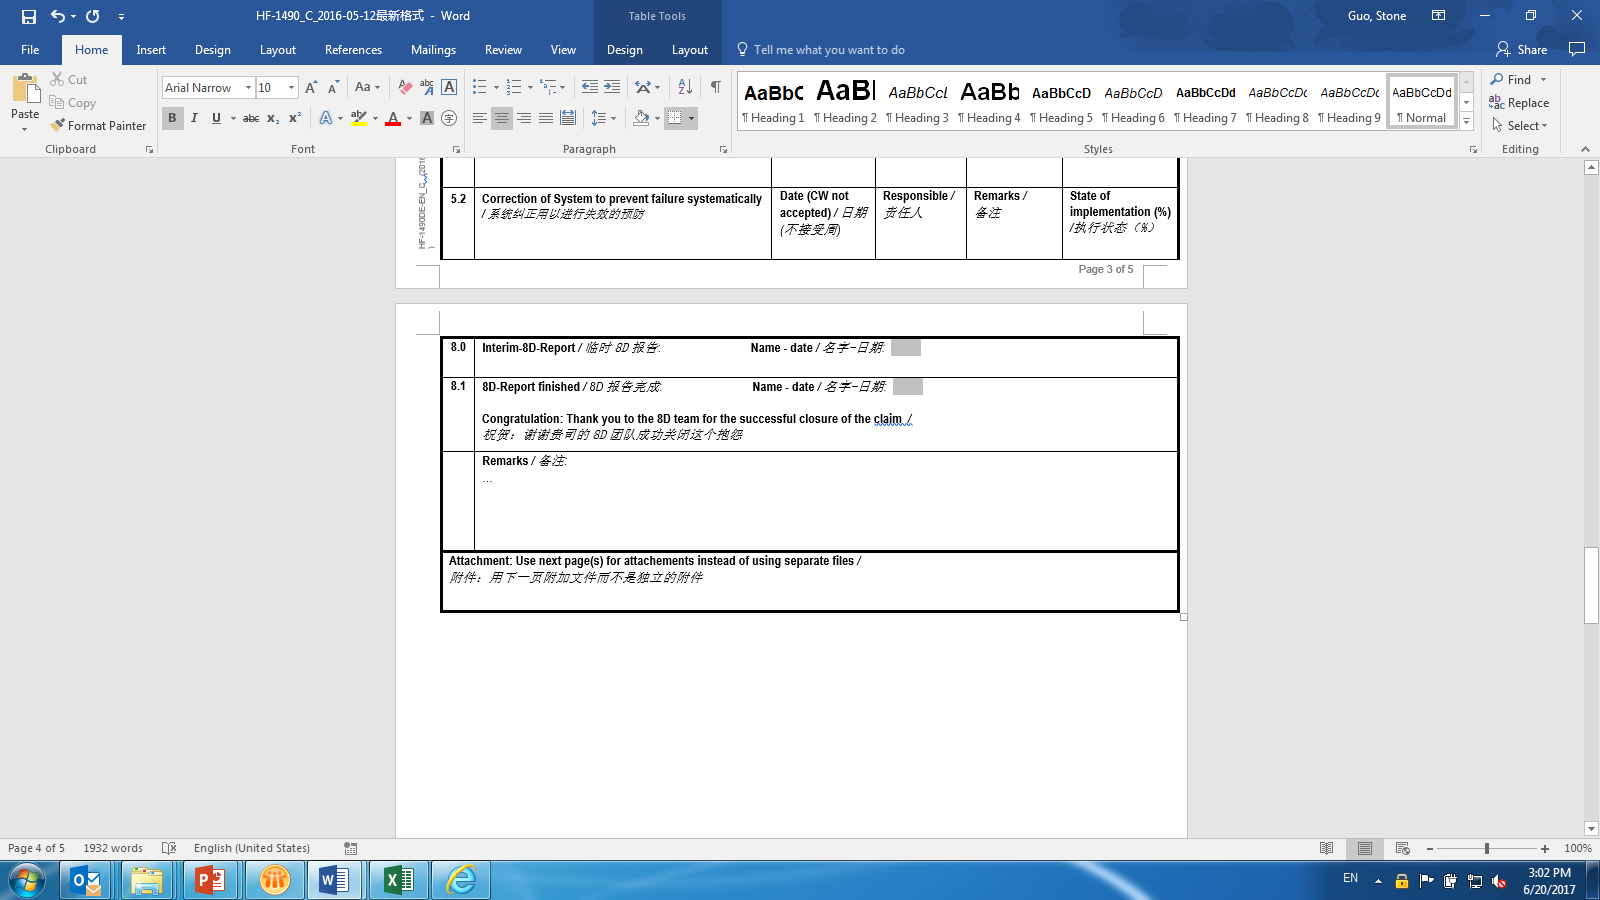 HF-1490_C_2016-05-12最新格式 - Word
Table Tools
Guo, Stone
File
Home
Insert
Design
Layout
References
Mailings
Review
View
Design
Layout
Tell me what you want to do
Share
Paste
Cut
Copy
Format Painter
Clipboard
Arial Narrow
10
Font
Paragraph
AaBbC
¶ Heading 1
AaBl
¶ Heading 2
AaBbCcL
¶ Heading 3
AaBb
¶ Heading 4
AaBbCcD
¶ Heading 5
AaBbCcD
¶ Heading 6
AaBbCcDd
¶ Heading 7
AaBbCcDc
¶ Heading 8
AaBbCcDc
¶ Heading 9
AaBbCcDd
¶ Normal
Styles
Find
Replace
Select
Editing
HF-1490DE-EN_C_(2016
5.2
Correction of System to prevent failure systematically
/ 系统纠正用以进行失效的预防
Date (CW not
accepted) / 日期
(不接受周)
Responsible /
责任人
Remarks /
备注
State of
implementation (%)
/执行状态（%）
Page 3 of 5
8.0
Interim-8D-Report / 临时 8D 报告:
Name - date / 名字–日期:
8.1
8D-Report finished / 8D 报告完成:
Name - date / 名字–日期:
Congratulation: Thank you to the 8D team for the successful closure of the claim /
祝贺：谢谢贵司的 8D 团队成功关闭这个抱怨
Remarks / 备注:
...
Attachment: Use next page(s) for attachements instead of using separate files /
附件：用下一页附加文件而不是独立的附件
Page 4 of 5
1932 words
English (United States)
100%
EN
3:02 PM
6/20/2017